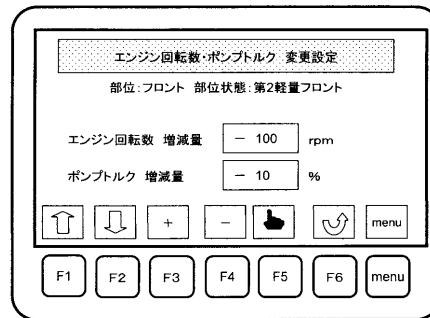 エンジン回転数・ポンプトルク 変更設定
部位:フロント 部位状態:第2軽量フロント
エンジン回転数 増減量 － 100 rpm
ポンプトルク 増減量 － 10 %
+ － menu
F1 F2 F3 F4 F5 F6 menu